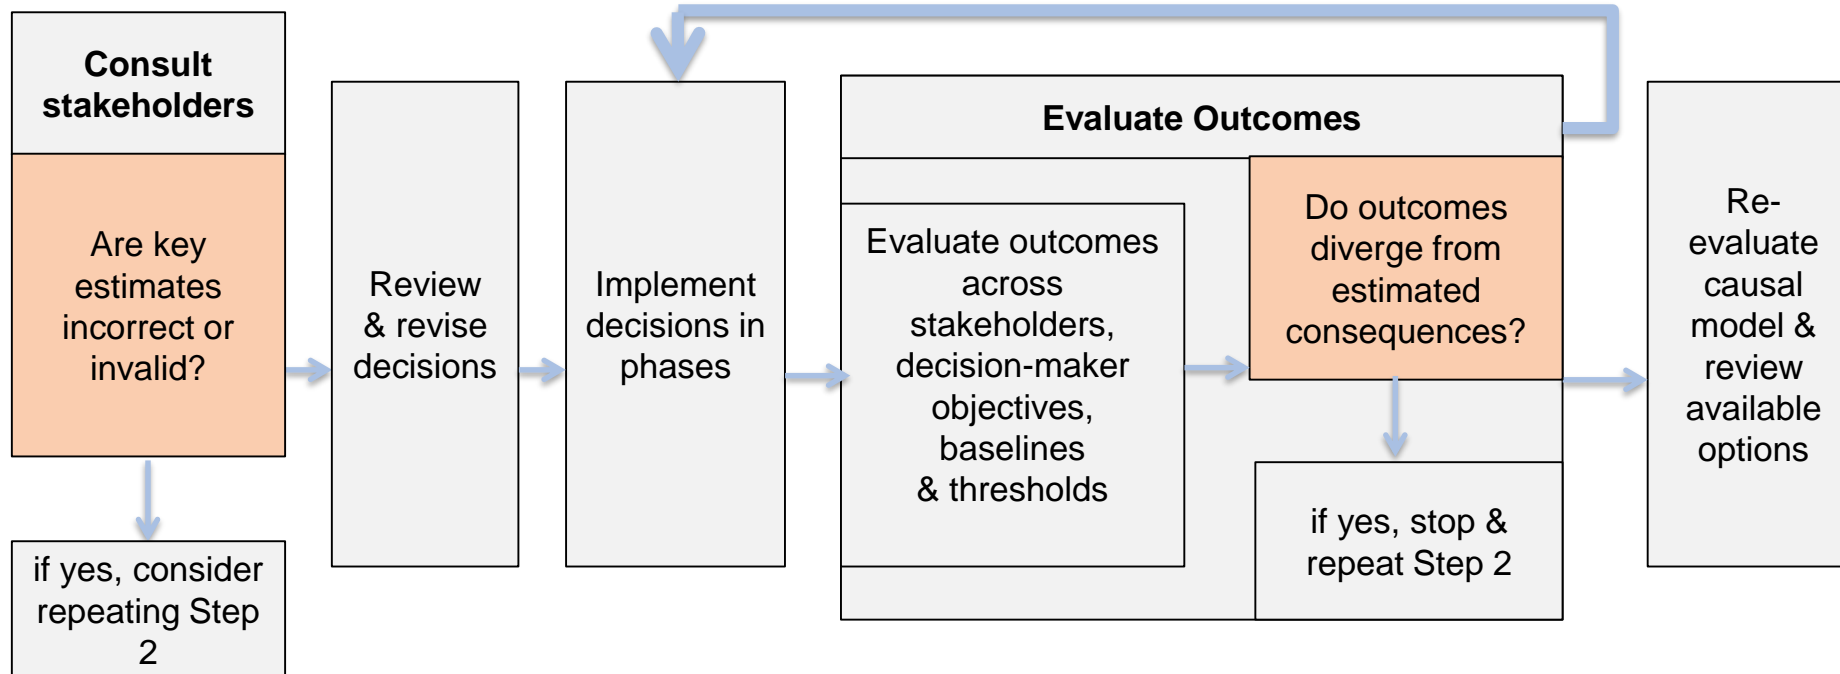 Consult
stakeholders
Are key
estimates
incorrect or
invalid?
if yes, consider
repeating Step
2
Review
& revise
decisions
Implement
decisions in
phases
Evaluate Outcomes
Evaluate outcomes
across
stakeholders,
decision-maker
objectives,
baselines
& thresholds
Do outcomes
diverge from
estimated
consequences?
if yes, stop &
repeat Step 2
Re-
evaluate
causal
model &
review
available
options